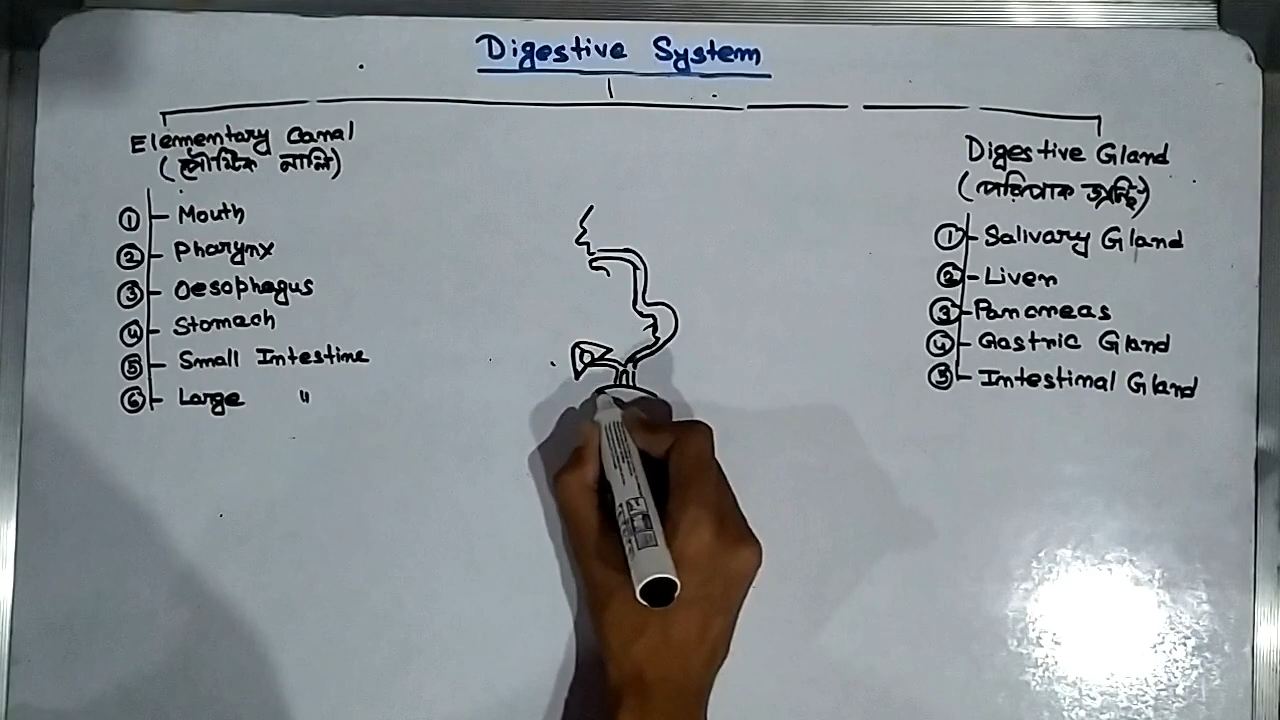 Digestive System
Elementary Canal
(পৌষ্টিক নালি)
① Mouth
② Pharynx
③ Oesophagus
④ Stomach
⑤ Small Intestine
⑥ Large "
Digestive Gland
(পরিপাক গ্রন্থি)
① Salivary Gland
② Liver
③ Pancreas
④ Gastric Gland
⑤ Intestinal Gland